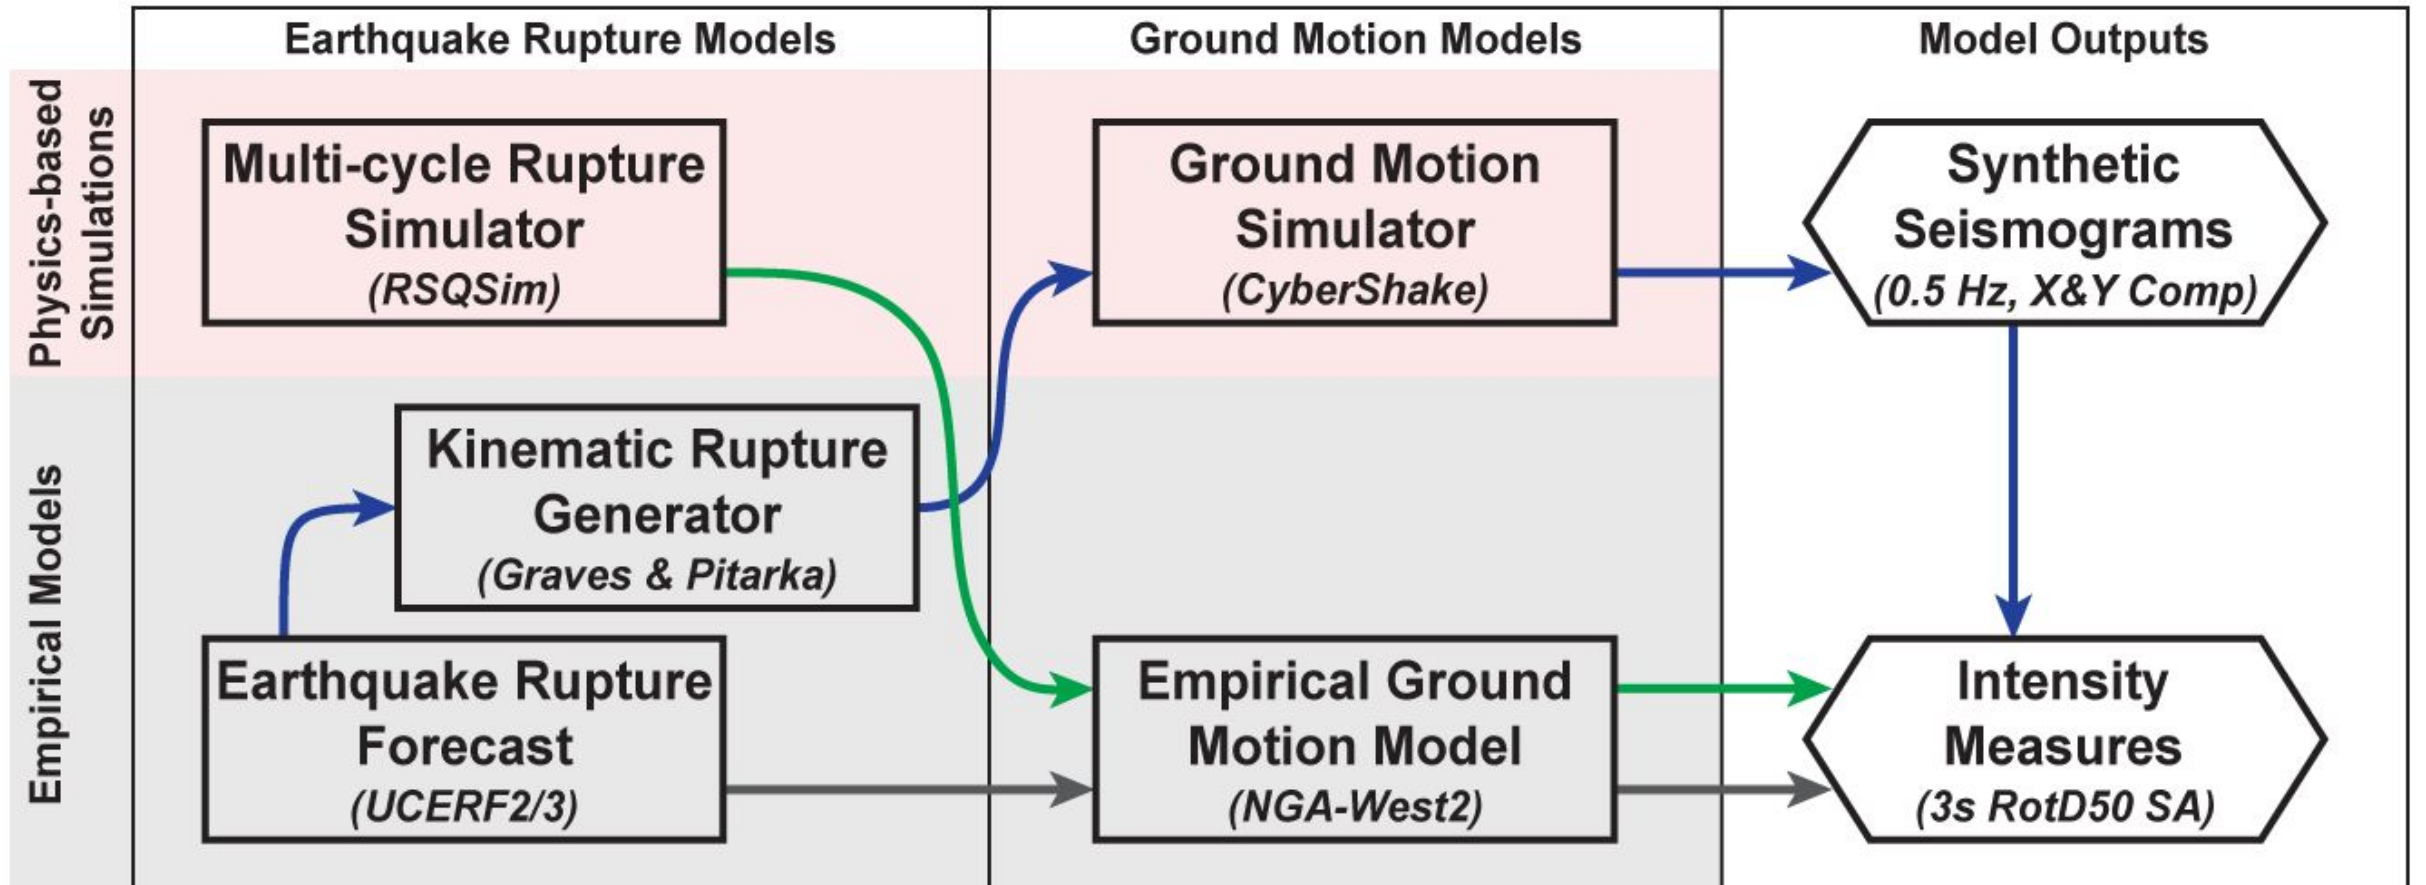 Earthquake Rupture Models
Ground Motion Models
Model Outputs
Physics-based
Simulations
Multi-cycle Rupture
Simulator
(RSQSim)
Ground Motion
Simulator
(CyberShake)
Synthetic
Seismograms
(0.5 Hz, X&Y Comp)
Empirical Models
Kinematic Rupture
Generator
(Graves & Pitarka)
Earthquake Rupture
Forecast
(UCERF2/3)
Empirical Ground
Motion Model
(NGA-West2)
Intensity
Measures
(3s RotD50 SA)